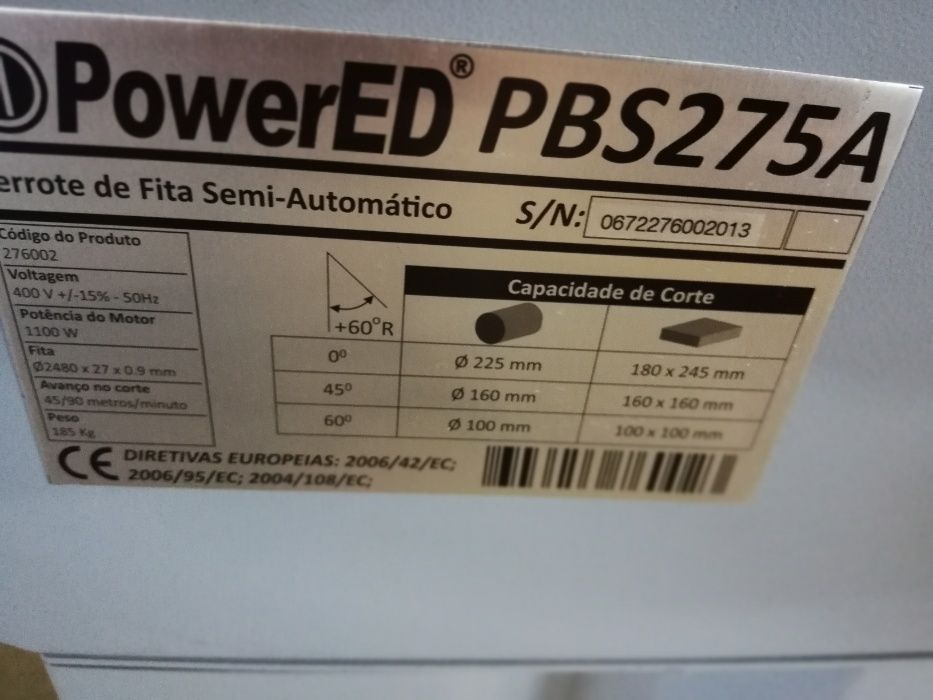 PowerED® PBS275A
errote de Fita Semi-Automático
S/N: 0672276002013
Código do Produto
276002
Voltagem
400 V +/-15% - 50Hz
Potência do Motor
1100 W
Fita
Ø2480 x 27 x 0.9 mm
Avanço no corte
45/90 metros/minuto
Peso
185 Kg
+60°R
Capacidade de Corte
0º Ø 225 mm 180 x 245 mm
45º Ø 160 mm 160 x 160 mm
60º Ø 100 mm 100 x 100 mm
CE DIRETIVAS EUROPEIAS: 2006/42/EC;
2006/95/EC; 2004/108/EC;